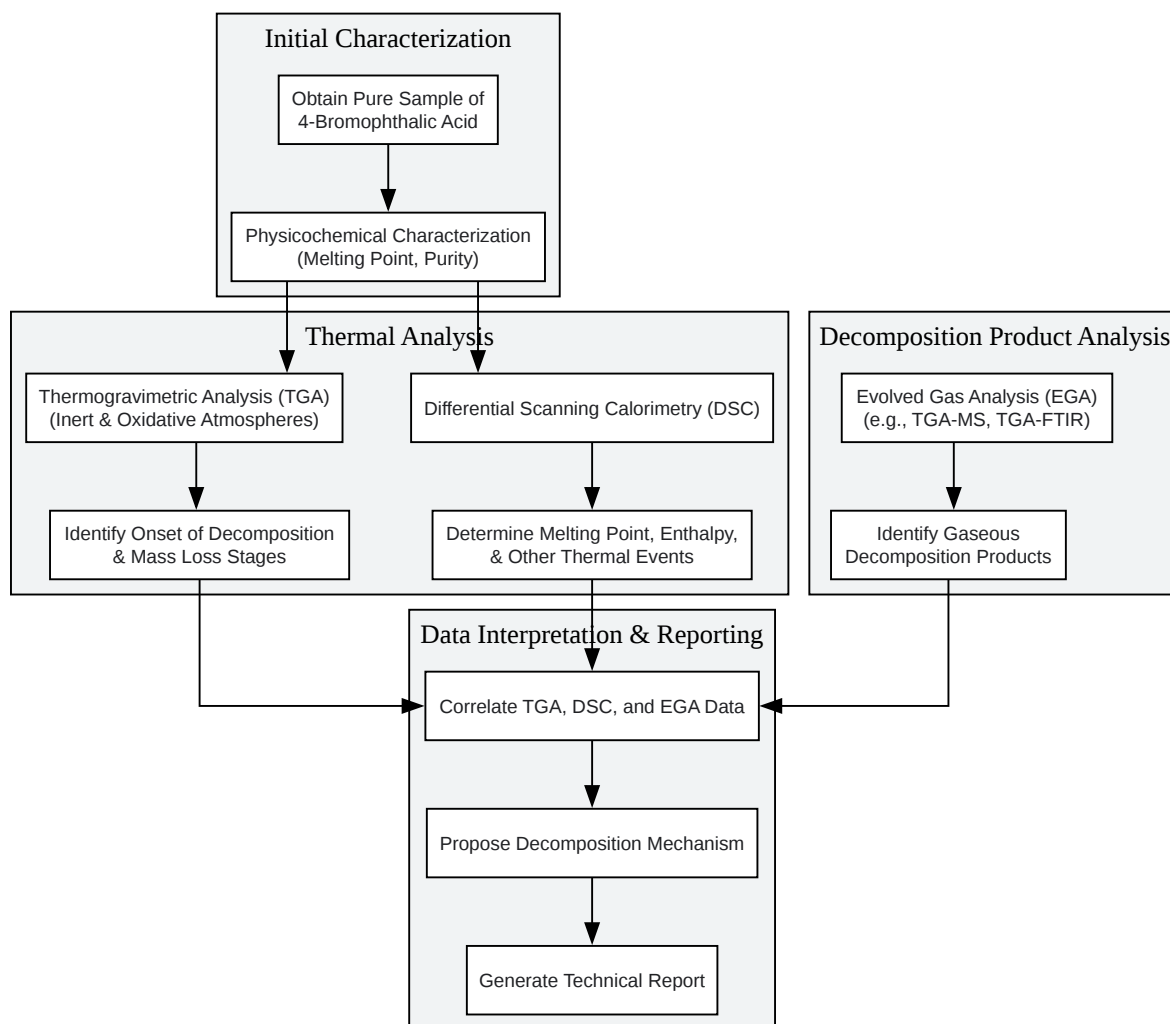 Initial Characterization
Obtain Pure Sample of
4-Bromophthalic Acid
Physicochemical Characterization
(Melting Point, Purity)
Thermal Analysis
Thermogravimetric Analysis (TGA)
(Inert & Oxidative Atmospheres)
Differential Scanning Calorimetry (DSC)
Identify Onset of Decomposition
& Mass Loss Stages
Determine Melting Point, Enthalpy,
& Other Thermal Events
Decomposition Product Analysis
Evolved Gas Analysis (EGA)
(e.g., TGA-MS, TGA-FTIR)
Identify Gaseous
Decomposition Products
Data Interpretation & Reporting
Correlate TGA, DSC, and EGA Data
Propose Decomposition Mechanism
Generate Technical Report